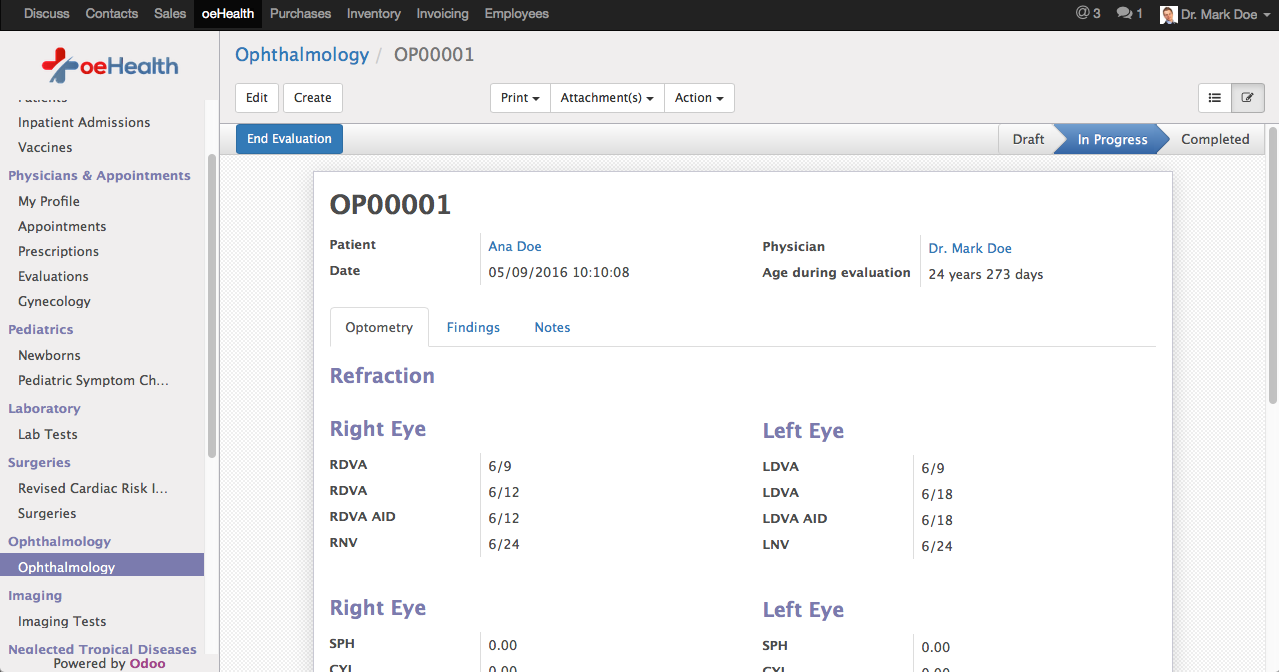 Discuss Contacts Sales oeHealth Purchases Inventory Invoicing Employees @ 3 1 Dr. Mark Doe
oeHealth
Ophthalmology / OP00001
Edit Create Print Attachment(s) Action
End Evaluation Draft In Progress Completed
Patients
Inpatient Admissions
Vaccines
Physicians & Appointments
My Profile
Appointments
Prescriptions
Evaluations
Gynecology
Pediatrics
Newborns
Pediatric Symptom Ch...
Laboratory
Lab Tests
Surgeries
Revised Cardiac Risk I...
Surgeries
Ophthalmology
Ophthalmology
Imaging
Imaging Tests
Neglected Tropical Diseases
Powered by Odoo
OP00001
Patient Ana Doe Physician Dr. Mark Doe
Date 05/09/2016 10:10:08 Age during evaluation 24 years 273 days
Optometry Findings Notes
Refraction
Right Eye Left Eye
RDVA 6/9 LDVA 6/9
RDVA 6/12 LDVA 6/18
RDVA AID 6/12 LDVA AID 6/18
RNV 6/24 LNV 6/24
Right Eye Left Eye
SPH 0.00 SPH 0.00
CYL 0.00 CYL 0.00